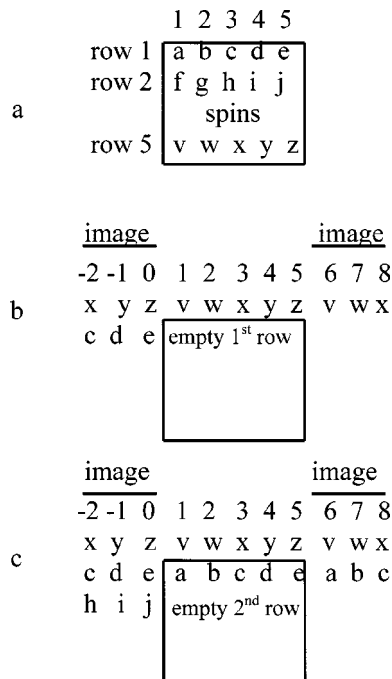 1 2 3 4 5
row 1 a b c d e
row 2 f g h i j
a
spins
row 5 v w x y z
image image
-2 -1 0 1 2 3 4 5 6 7 8
x y z v w x y z v w x
b
c d e empty 1st row
image image
-2 -1 0 1 2 3 4 5 6 7 8
x y z v w x y z v w x
c
c d e a b c d e a b c
h i j empty 2nd row